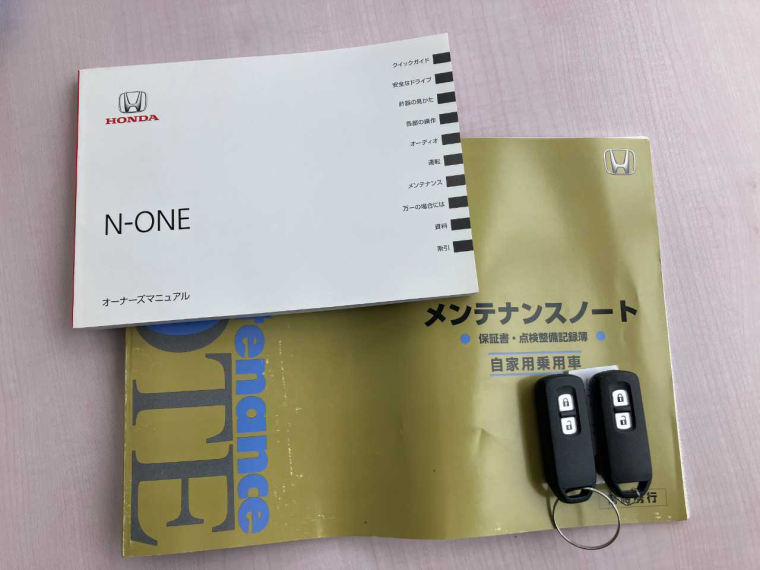 HONDA
N-ONE
オーナーズマニュアル
クイックガイド
安全なドライブ
計器の見かた
各部の操作
オーディオ
運転
メンテナンス
万一の場合には
資料
索引
メンテナンスノート
保証書・点検整備記録簿
自家用乗用車
tenance
OTE